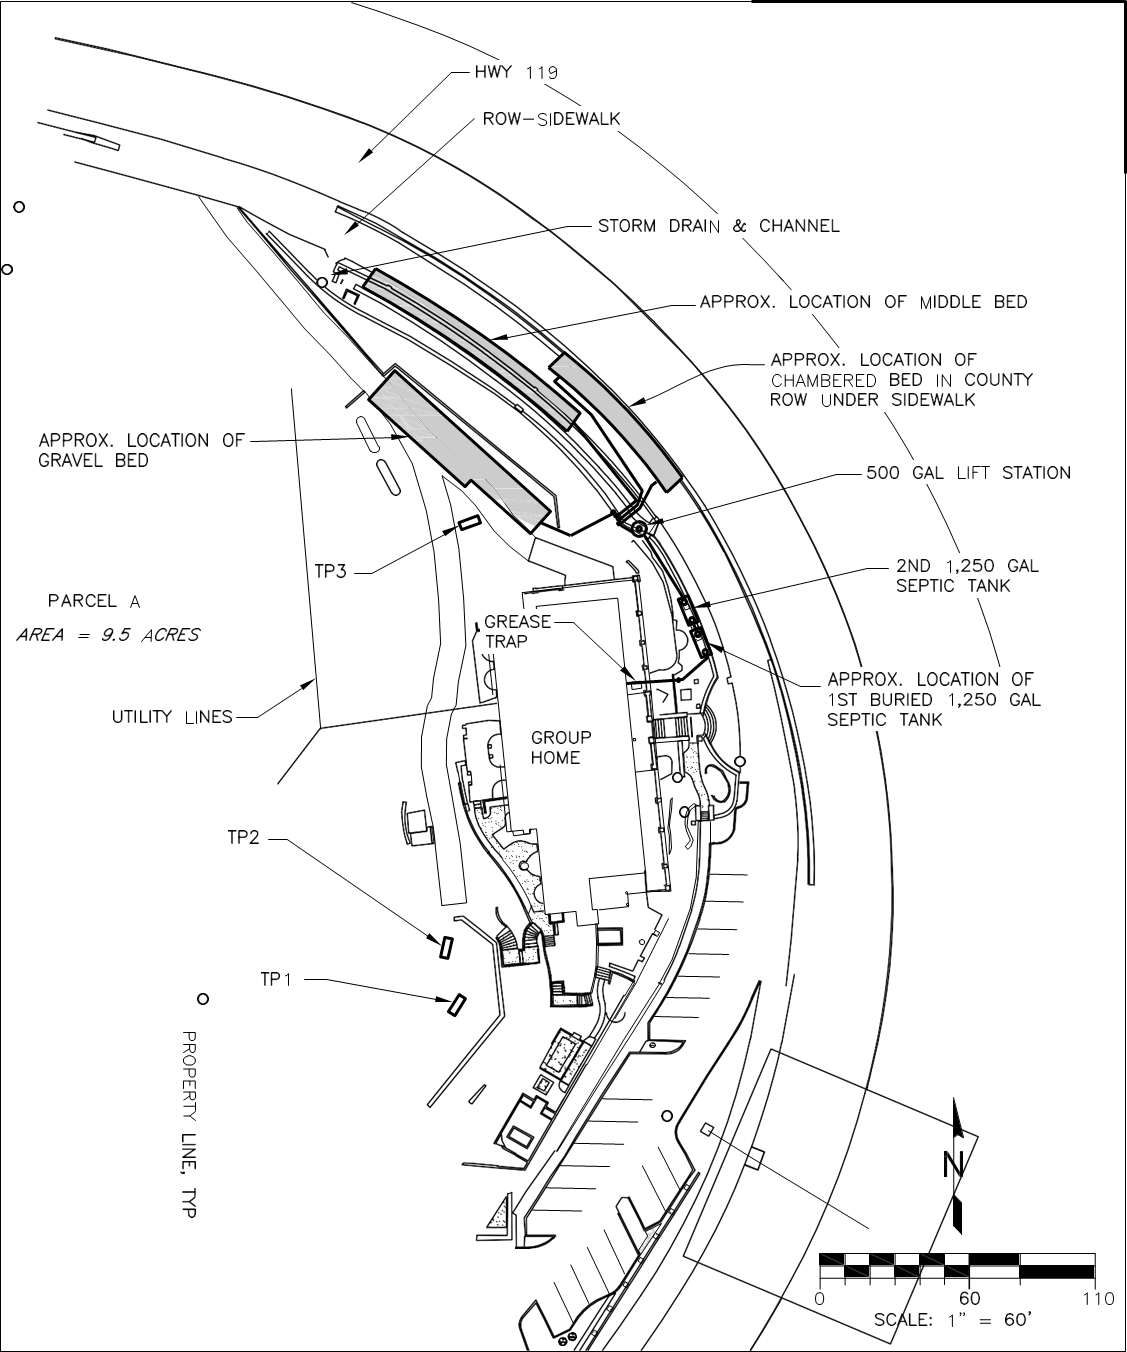 HWY 119
ROW-SIDEWALK
STORM DRAIN & CHANNEL
APPROX. LOCATION OF MIDDLE BED
APPROX. LOCATION OF
CHAMBERED BED IN COUNTY
ROW UNDER SIDEWALK
APPROX. LOCATION OF
GRAVEL BED
500 GAL LIFT STATION
TP3
2ND 1,250 GAL
SEPTIC TANK
PARCEL A
AREA = 9.5 ACRES
GREASE
TRAP
APPROX. LOCATION OF
1ST BURIED 1,250 GAL
SEPTIC TANK
UTILITY LINES
GROUP
HOME
TP2
TP1
PROPERTY LINE, TYP
N
0 60 110
SCALE: 1" = 60'